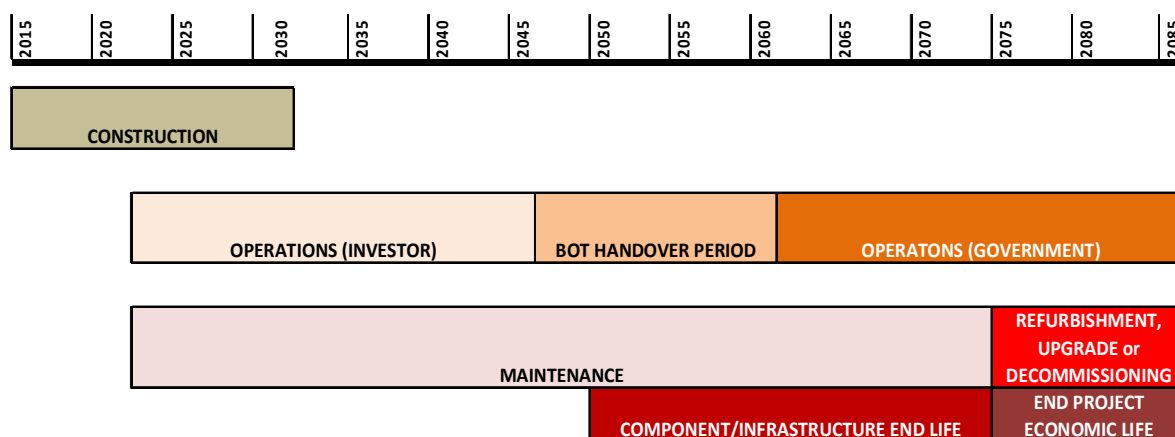 2015 2020 2025 2030 2035 2040 2045 2050 2055 2060 2065 2070 2075 2080 2085
CONSTRUCTION
OPERATIONS (INVESTOR) BOT HANDOVER PERIOD OPERATONS (GOVERNMENT)
MAINTENANCE
REFURBISHMENT,
UPGRADE or
DECOMMISSIONING
COMPONENT/INFRASTRUCTURE END LIFE
END PROJECT
ECONOMIC LIFE